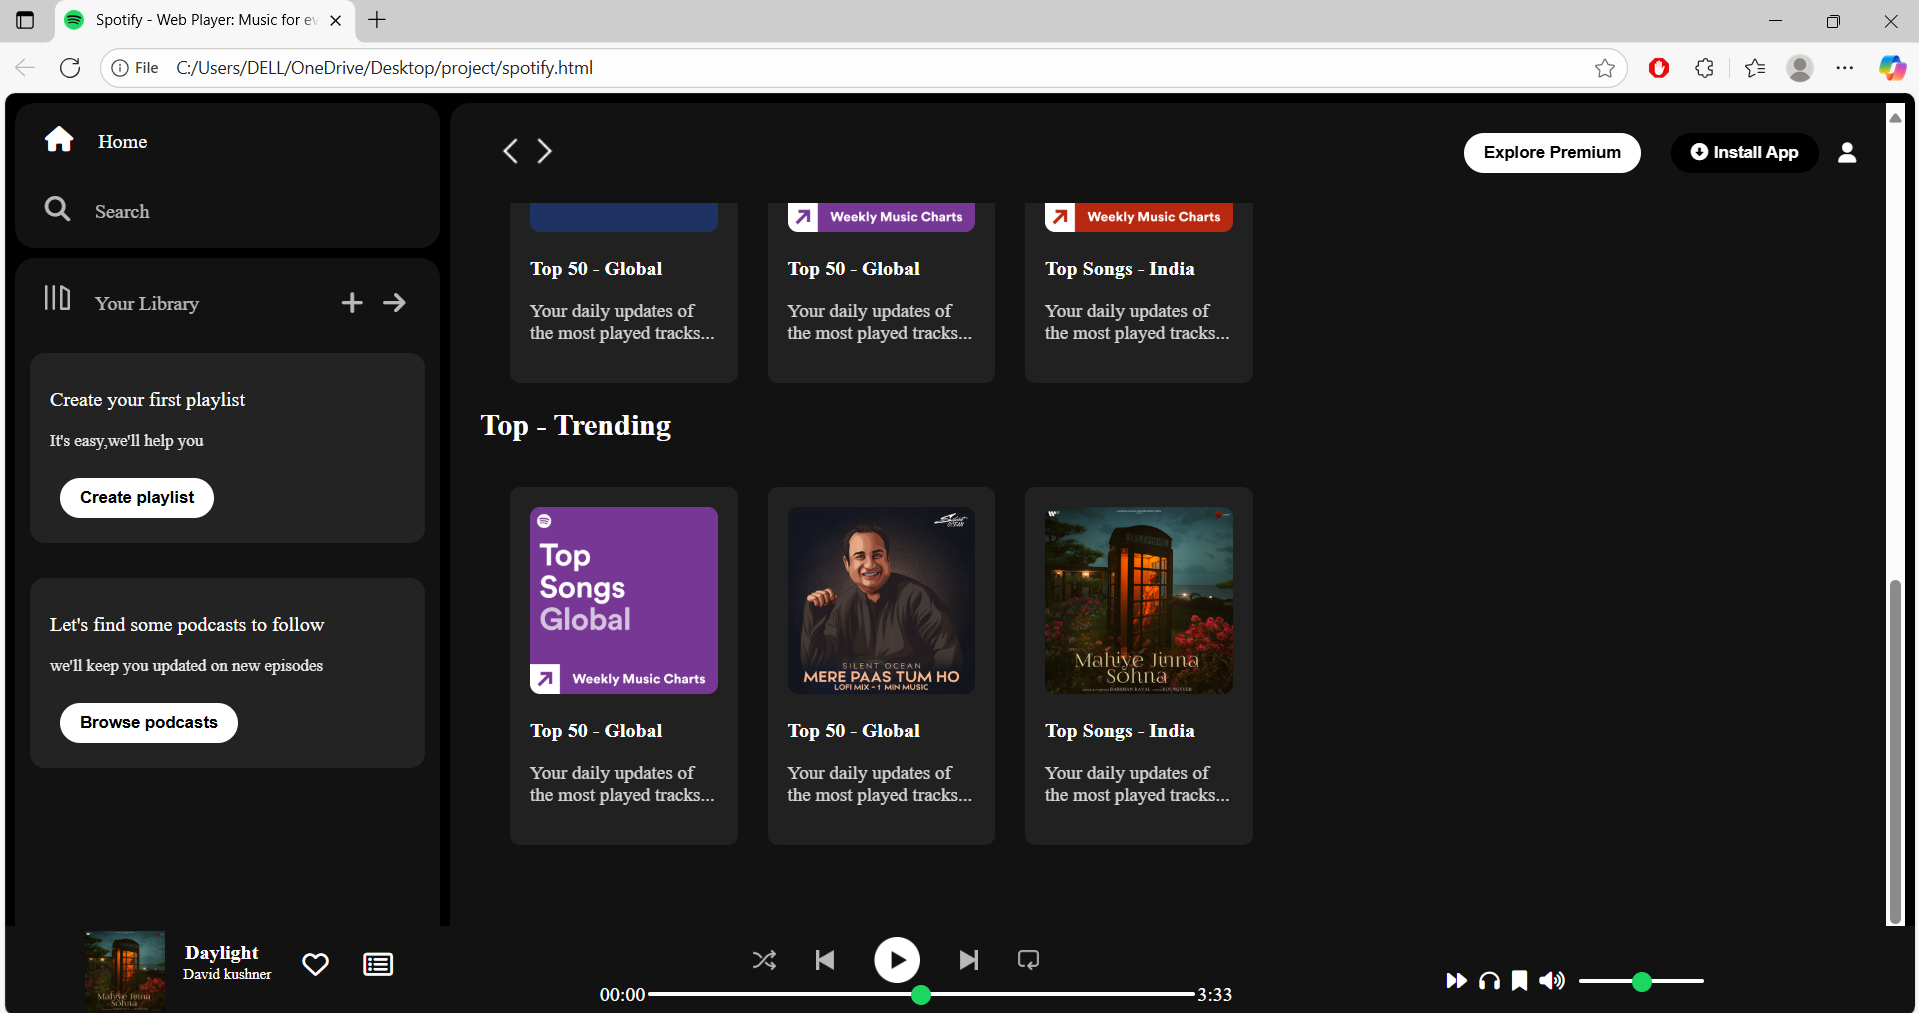 Spotify - Web Player: Music for ev
File C:/Users/DELL/OneDrive/Desktop/project/spotify.html
Home
Search
Your Library
Create your first playlist
It's easy,we'll help you
Create playlist
Let's find some podcasts to follow
we'll keep you updated on new episodes
Browse podcasts
Explore Premium
Install App
Weekly Music Charts
Weekly Music Charts
Top 50 - Global
Your daily updates of
the most played tracks...
Top 50 - Global
Your daily updates of
the most played tracks...
Top Songs - India
Your daily updates of
the most played tracks...
Top - Trending
Top
Songs
Global
Weekly Music Charts
Top 50 - Global
Your daily updates of
the most played tracks...
Silent
OCEAN
SILENT OCEAN
MERE PAAS TUM HO
LOFI MIX - 1 MIN MUSIC
Top 50 - Global
Your daily updates of
the most played tracks...
TELEPHONE
Mahiye Jinna
Sohna
Top Songs - India
Your daily updates of
the most played tracks...
Mahiye Jinna
Sohna
Daylight
David kushner
00:00
3:33